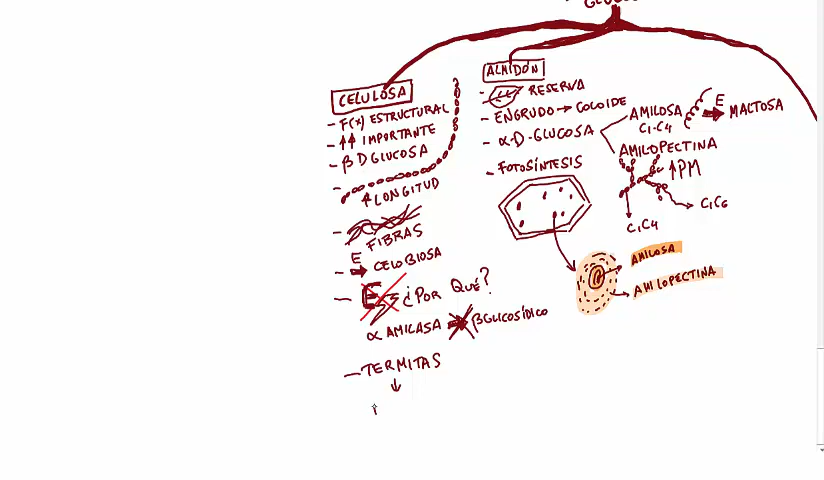 CELULOSA
- F(x) ESTRUCTURAL
- ↑↑ IMPORTANTE
- β D GLUCOSA
-
↑ LONGITUD
-
FIBRAS
E
- → CELOBIOSA
- E ¿POR QUÉ?
α AMILASA → βGLICOSÍDICO
- TERMITAS
↓
ALMIDÓN
- RESERVA
- ENGRUDO → COLOIDE
- α-D-GLUCOSA
- FOTOSÍNTESIS
AMILOSA
C₁-C₄
E
→ MALTOSA
AMILOPECTINA
↑PM
C₁C₆
C₁C₄
AMILOSA
AMILOPECTINA